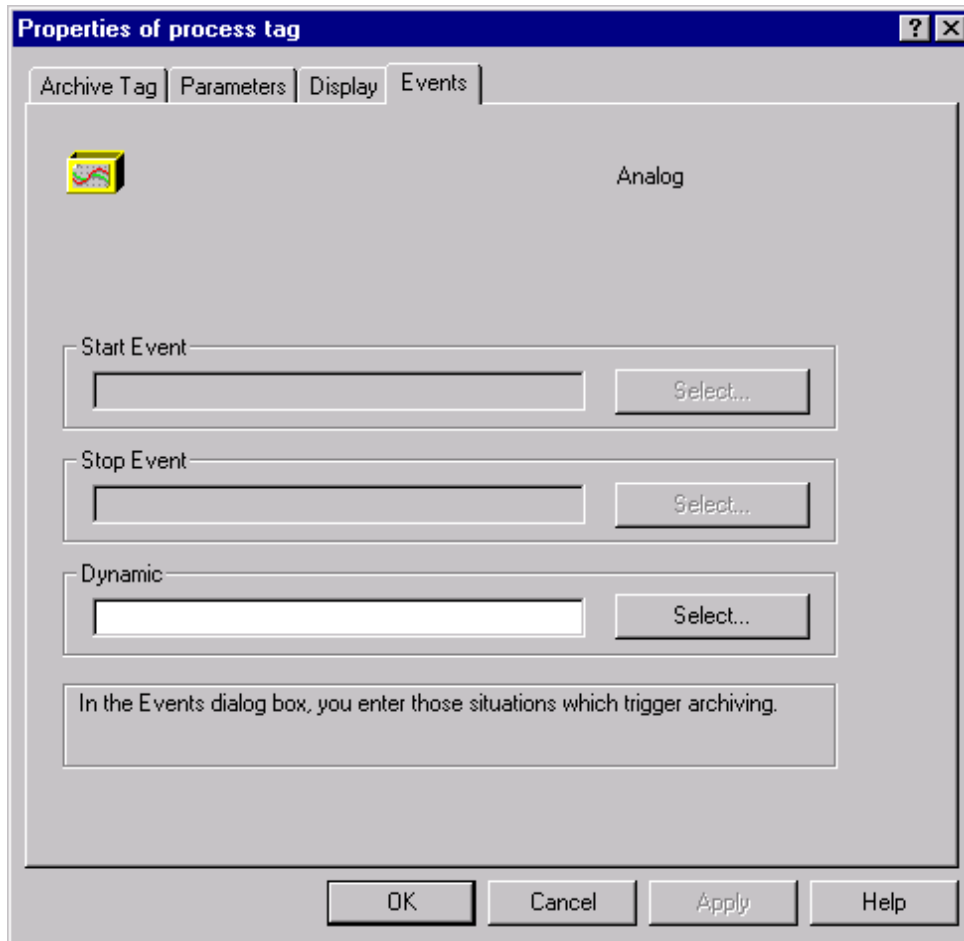 Properties of process tag
Archive Tag Parameters Display Events
Analog
Start Event
Select...
Stop Event
Select...
Dynamic
Select...
In the Events dialog box, you enter those situations which trigger archiving.
OK Cancel Apply Help